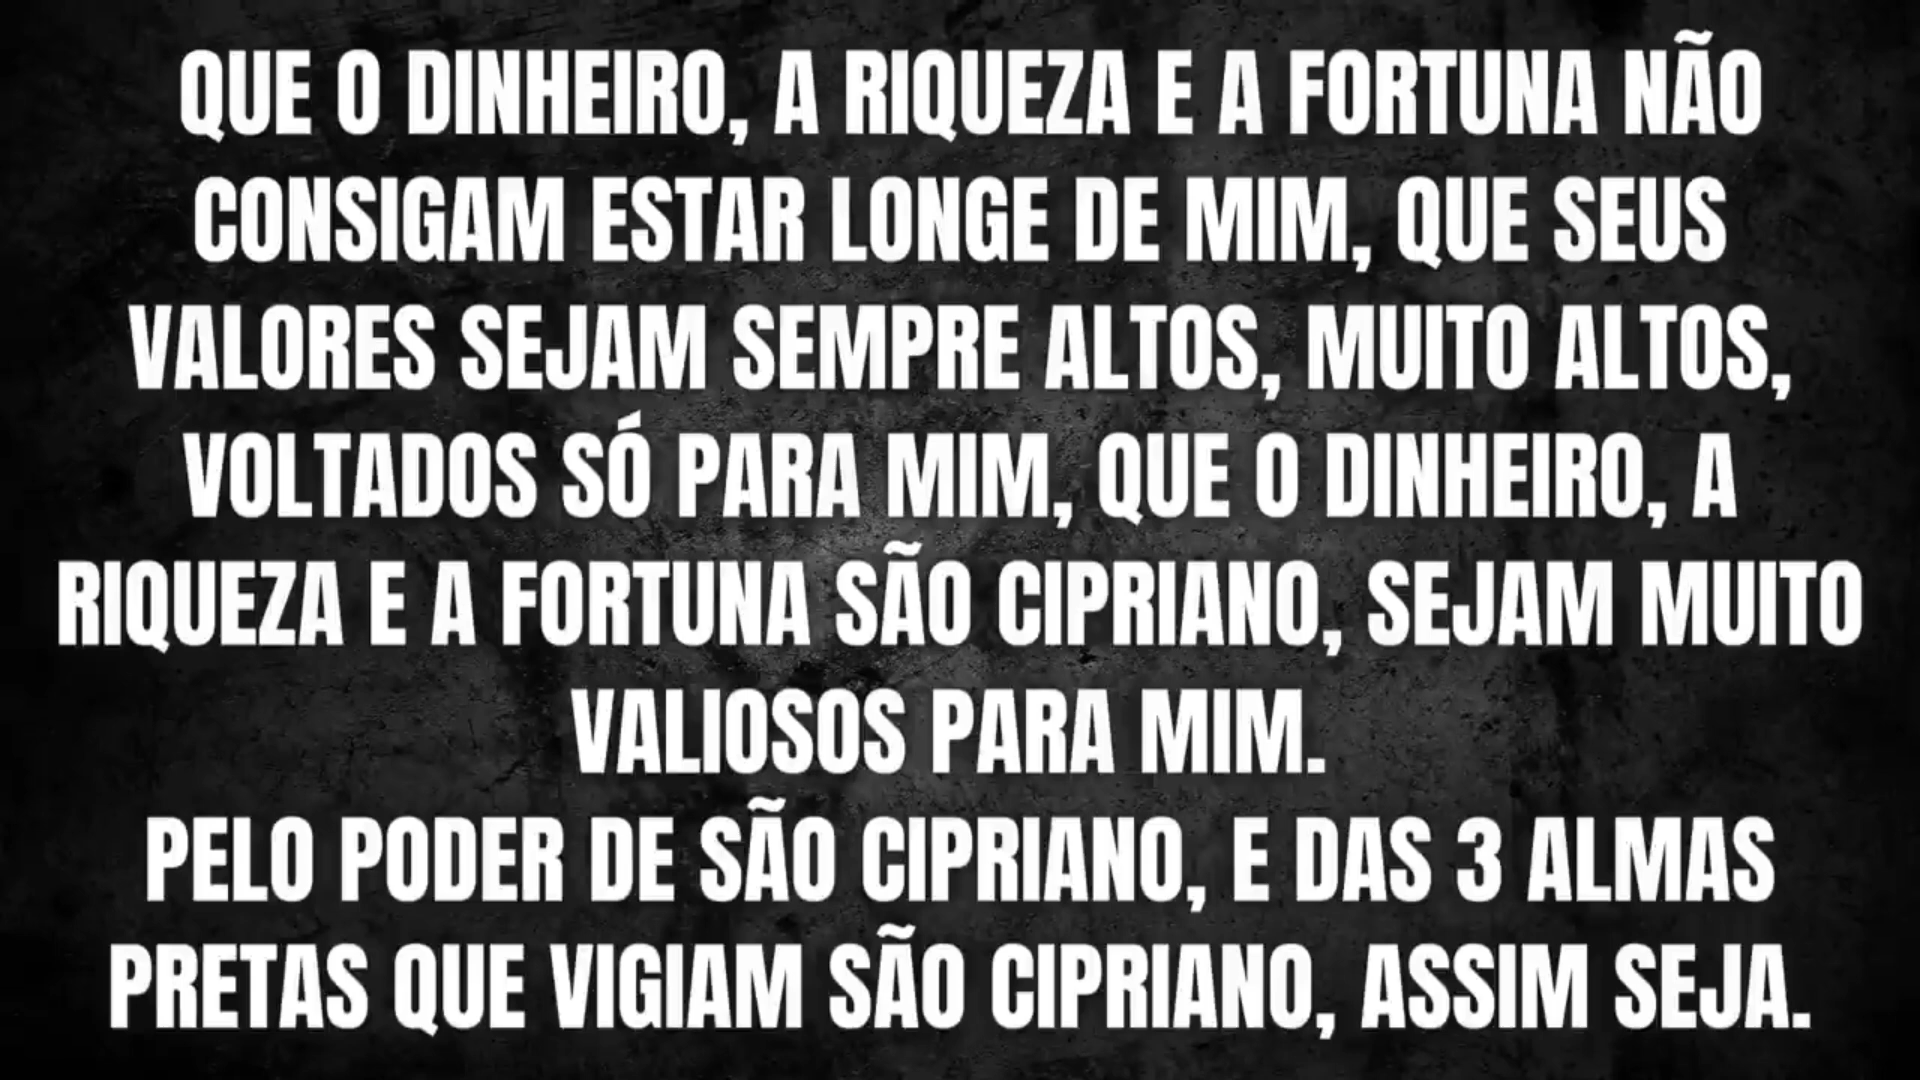 QUE O DINHEIRO, A RIQUEZA E A FORTUNA NÃO
CONSIGAM ESTAR LONGE DE MIM, QUE SEUS
VALORES SEJAM SEMPRE ALTOS, MUITO ALTOS,
VOLTADOS SÓ PARA MIM, QUE O DINHEIRO, A
RIQUEZA E A FORTUNA SÃO CIPRIANO, SEJAM MUITO
VALIOSOS PARA MIM.
PELO PODER DE SÃO CIPRIANO, E DAS 3 ALMAS
PRETAS QUE VIGIAM SÃO CIPRIANO, ASSIM SEJA.